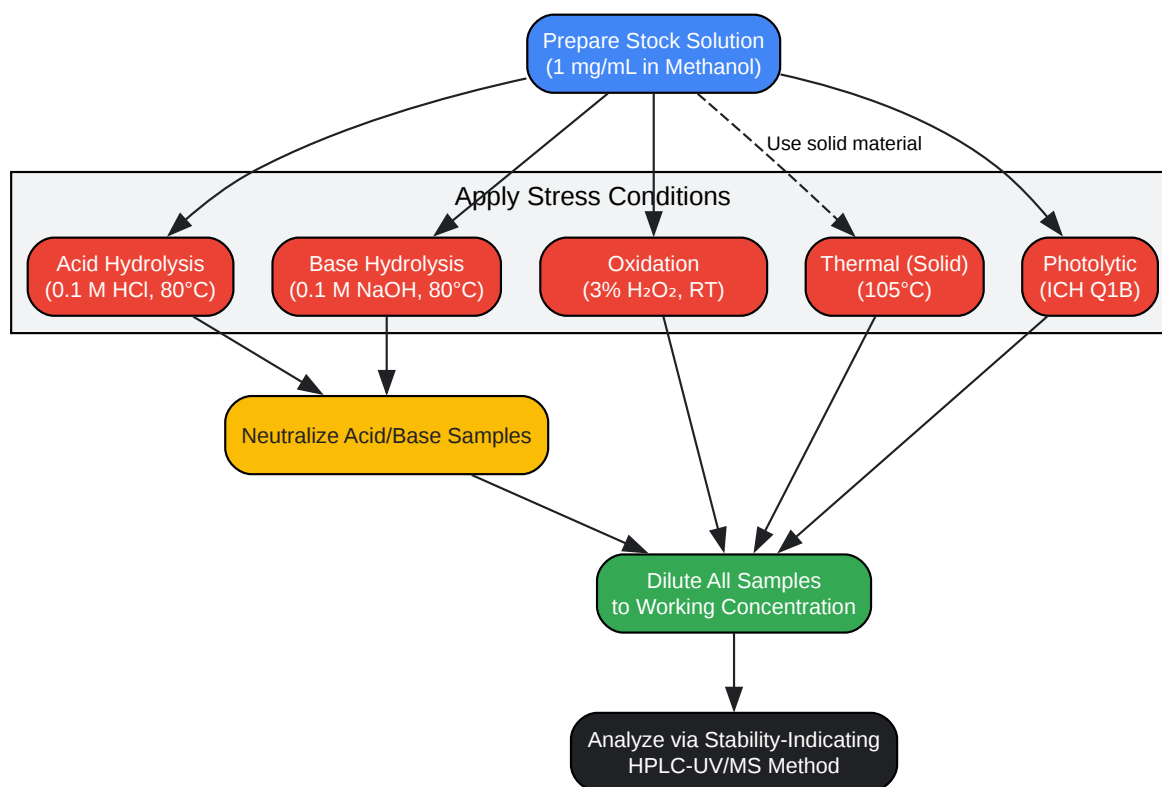 Prepare Stock Solution
(1 mg/mL in Methanol)
Use solid material
Apply Stress Conditions
Acid Hydrolysis
(0.1 M HCl, 80°C)
Base Hydrolysis
(0.1 M NaOH, 80°C)
Oxidation
(3% H₂O₂, RT)
Thermal (Solid)
(105°C)
Photolytic
(ICH Q1B)
Neutralize Acid/Base Samples
Dilute All Samples
to Working Concentration
Analyze via Stability-Indicating
HPLC-UV/MS Method